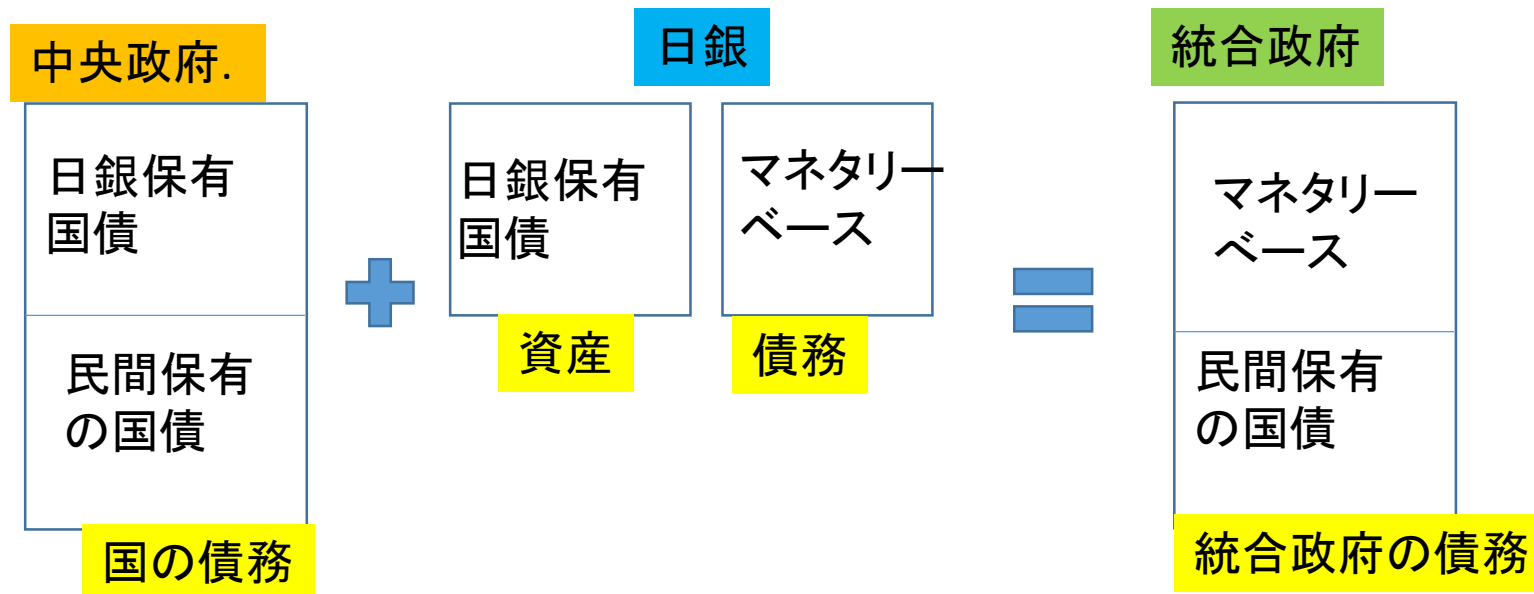 中央政府.
日銀
統合政府
日銀保有
国債
民間保有
の国債
国の債務
日銀保有
国債
資産
マネタリー
ベース
債務
マネタリー
ベース
民間保有
の国債
統合政府の債務